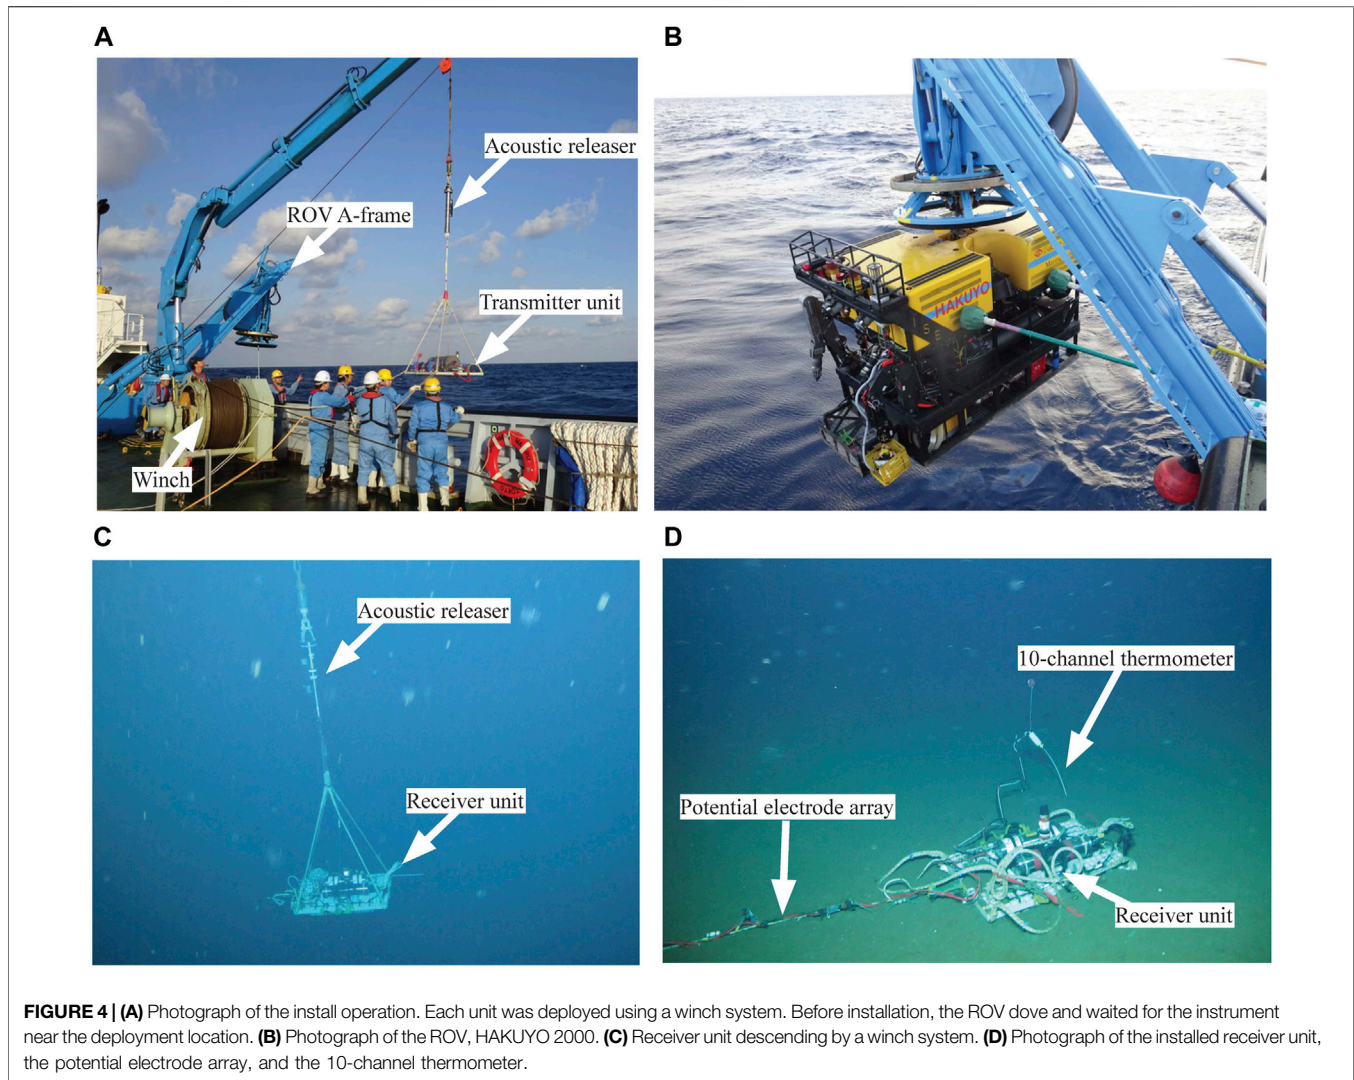 A
B
Acoustic releaser
ROV A-frame
Transmitter unit
Winch
HAKUYO
C
D
Acoustic releaser
Receiver unit
10-channel thermometer
Potential electrode array
Receiver unit
FIGURE 4 | (A) Photograph of the install operation. Each unit was deployed using a winch system. Before installation, the ROV dove and waited for the instrument
near the deployment location. (B) Photograph of the ROV, HAKUYO 2000. (C) Receiver unit descending by a winch system. (D) Photograph of the installed receiver unit,
the potential electrode array, and the 10-channel thermometer.